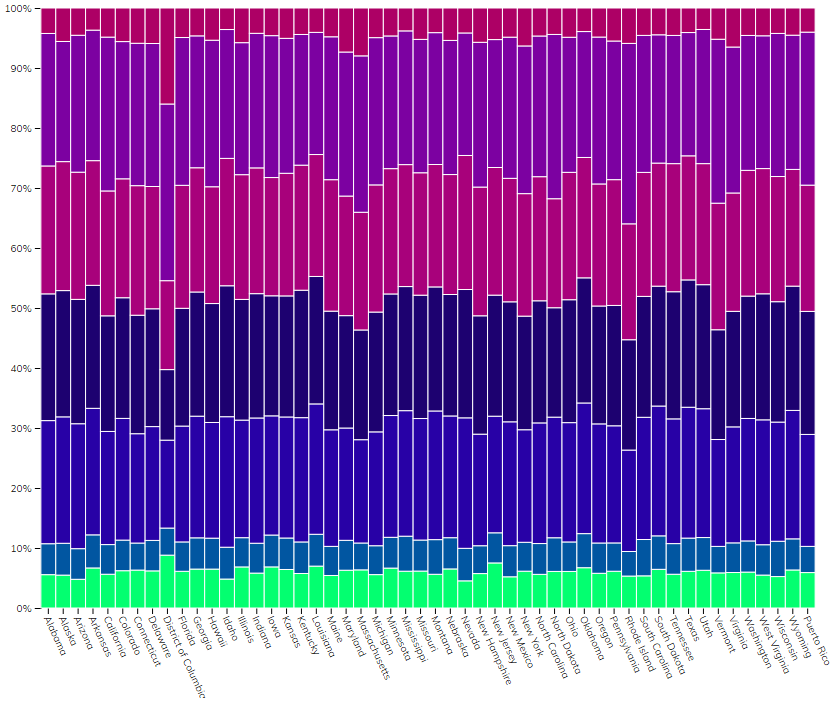 100%
90%
80%
70%
60%
50%
40%
30%
20%
10%
0%
Alabama
Alaska
Arizona
Arkansas
California
Colorado
Connecticut
Delaware
District of Columbia
Florida
Georgia
Hawaii
Idaho
Illinois
Indiana
Iowa
Kansas
Kentucky
Louisiana
Maine
Maryland
Massachusetts
Michigan
Minnesota
Mississippi
Missouri
Montana
Nebraska
Nevada
New Hampshire
New Jersey
New Mexico
New York
North Carolina
North Dakota
Ohio
Oklahoma
Oregon
Pennsylvania
Rhode Island
South Carolina
South Dakota
Tennessee
Texas
Utah
Vermont
Virginia
Washington
West Virginia
Wisconsin
Wyoming
Puerto Rico